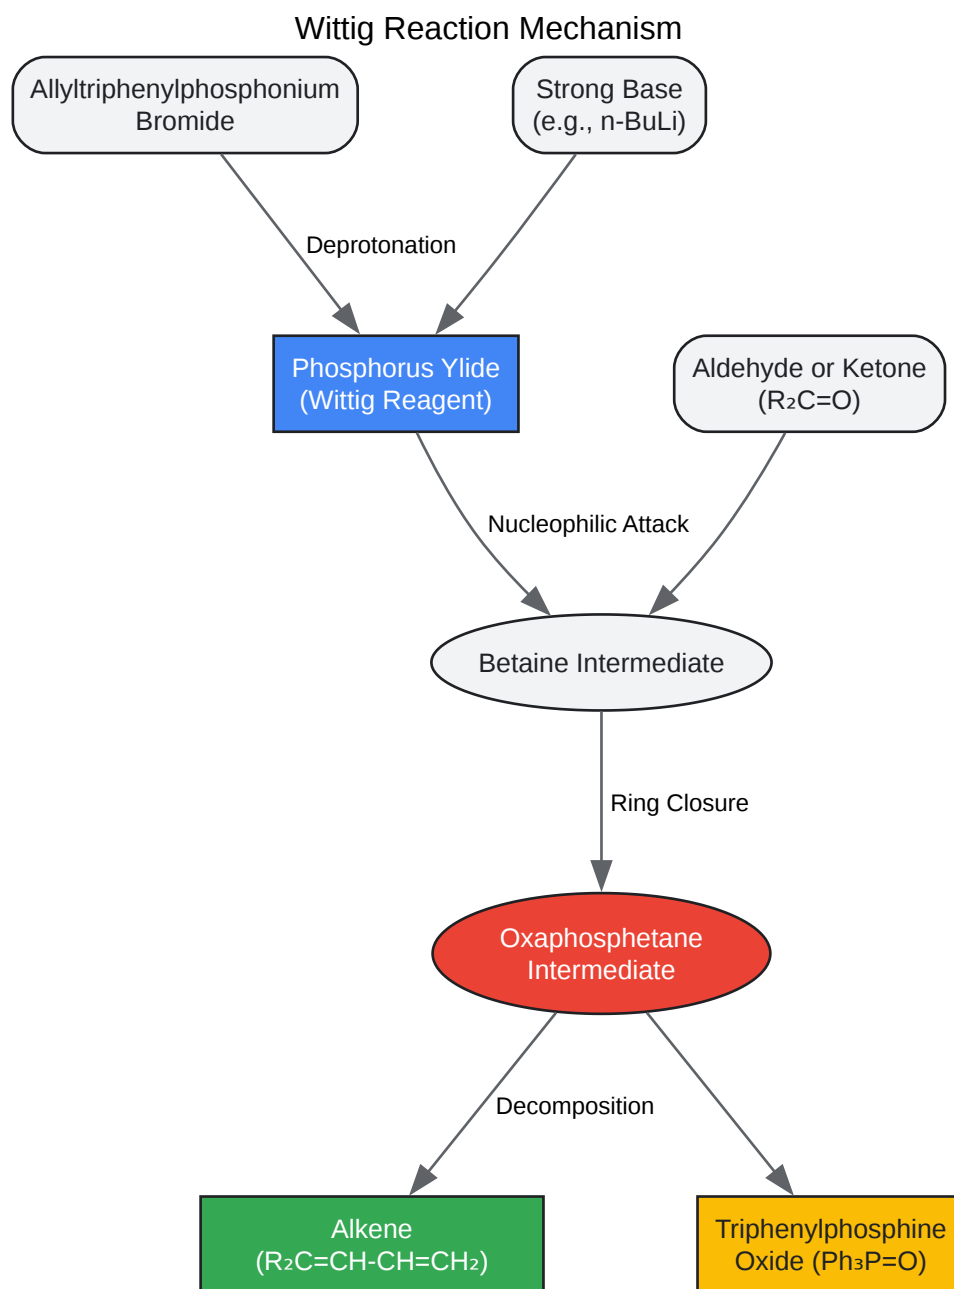 Wittig Reaction Mechanism
Allyltriphenylphosphonium
Bromide
Strong Base
(e.g., n-BuLi)
Deprotonation
Phosphorus Ylide
(Wittig Reagent)
Aldehyde or Ketone
(R₂C=O)
Nucleophilic Attack
Betaine Intermediate
Ring Closure
Oxaphosphetane
Intermediate
Decomposition
Alkene
(R₂C=CH-CH=CH₂)
Triphenylphosphine
Oxide (Ph₃P=O)